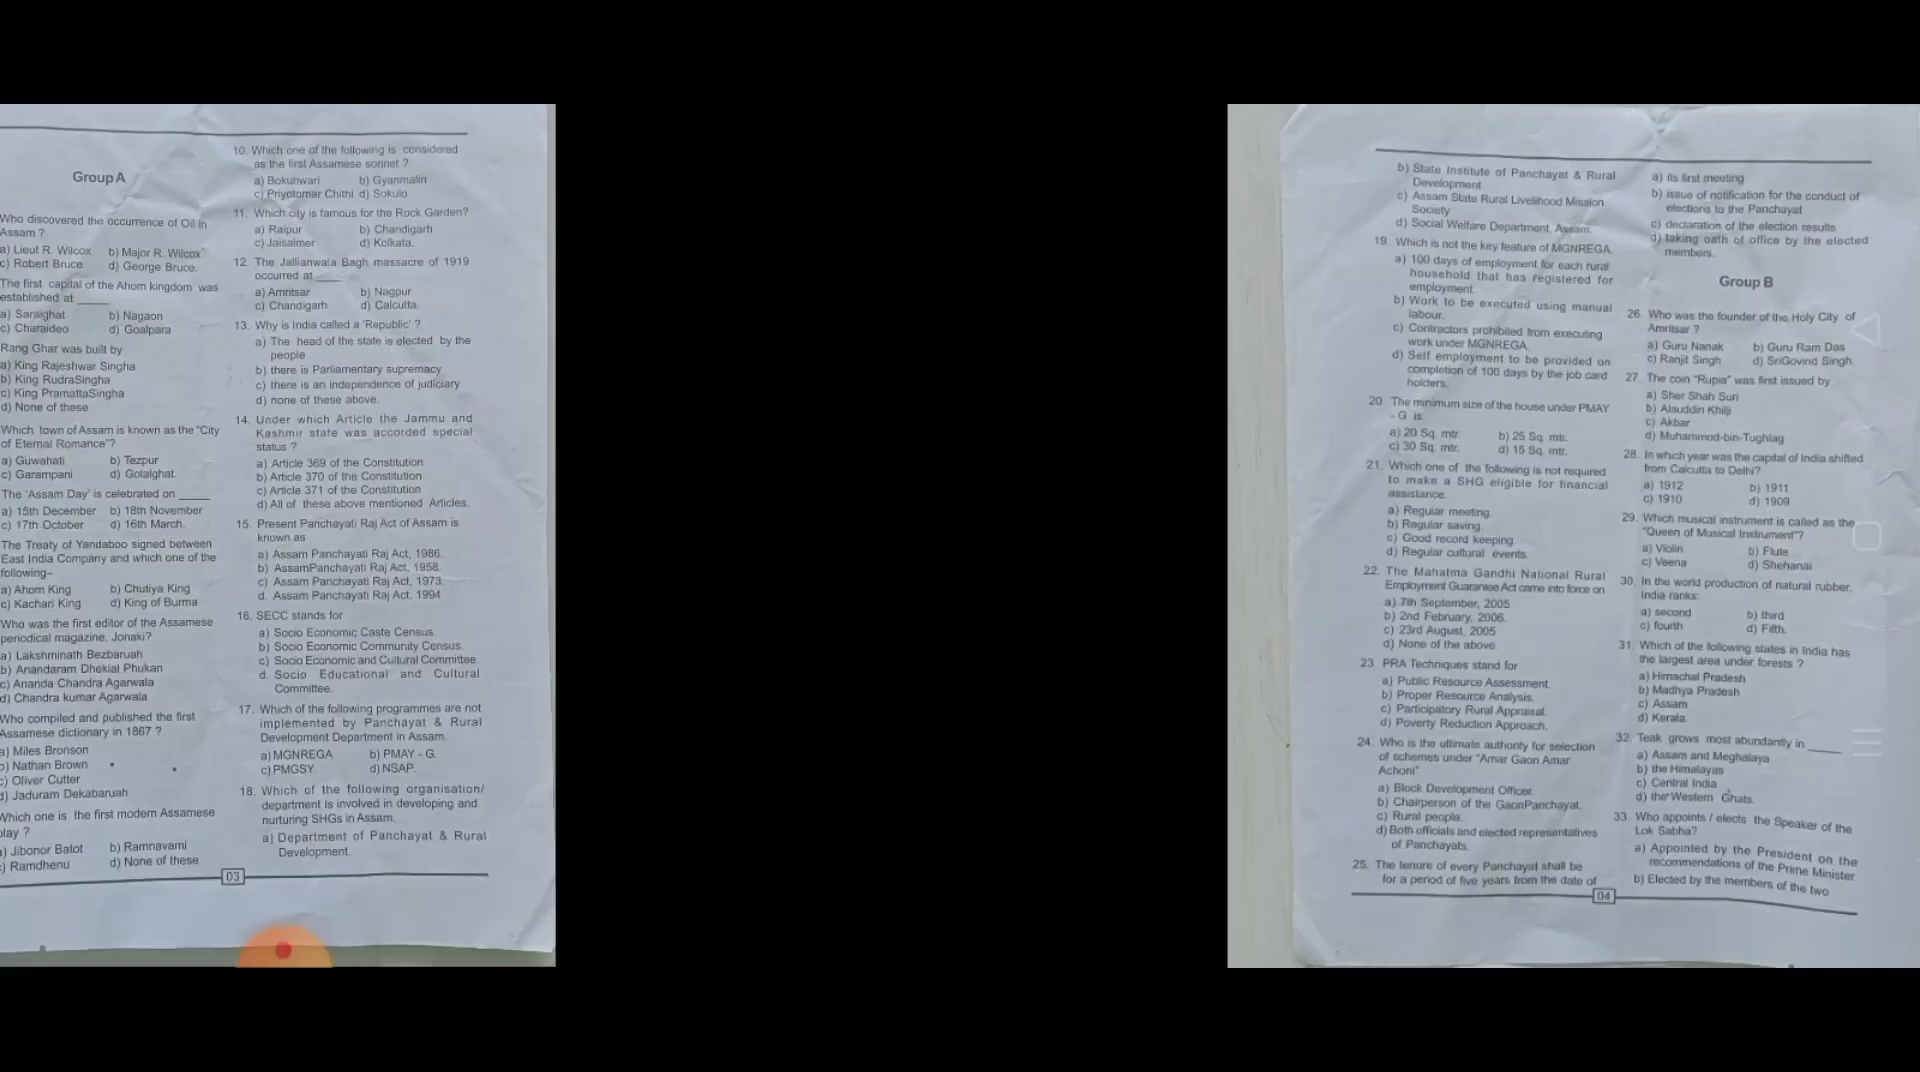 Group A
Who discovered the occurrence of Oil in
Assam ?
a) Lieut R. Wilcox b) Major R. Wilcox
c) Robert Bruce d) George Bruce.
The first capital of the Ahom kingdom was
established at _____
a) Saraighat b) Nagaon
c) Charaideo d) Goalpara
Rang Ghar was built by
a) King Rajeshwar Singha
b) King RudraSingha
c) King PramattaSingha
d) None of these
Which town of Assam is known as the "City
of Eternal Romance"?
a) Guwahati b) Tezpur
c) Garampani d) Golalghat.
The 'Assam Day' is celebrated on _____
a) 15th December b) 18th November
c) 17th October d) 16th March.
The Treaty of Yandaboo signed between
East India Company and which one of the
following–
a) Ahom King b) Chutiya King
c) Kachari King d) King of Burma
Who was the first editor of the Assamese
periodical magazine, Jonaki?
a) Lakshminath Bezbaruah
b) Anandaram Dhekial Phukan
c) Ananda Chandra Agarwala
d) Chandra kumar Agarwala
Who compiled and published the first
Assamese dictionary in 1867 ?
a) Miles Bronson
b) Nathan Brown
c) Oliver Cutter
d) Jaduram Dekabaruah
Which one is the first modern Assamese
play ?
a) Jibonor Batot b) Ramnavami
c) Ramdhenu d) None of these
10. Which one of the following is considered
as the first Assamese sonnet ?
a) Bokunwari b) Gyanmalin
c) Priyotomar Chithi d) Sokulo
11. Which city is famous for the Rock Garden?
a) Raipur b) Chandigarh
c) Jaisalmer d) Kolkata.
12. The Jallianwala Bagh massacre of 1919
occurred at _____
a) Amritsar b) Nagpur
c) Chandigarh d) Calcutta.
13. Why is India called a 'Republic' ?
a) The head of the state is elected by the
people
b) there is Parliamentary supremacy
c) there is an independence of judiciary
d) none of these above.
14. Under which Article the Jammu and
Kashmir state was accorded special
status ?
a) Article 369 of the Constitution
b) Article 370 of the Constitution
c) Article 371 of the Constitution
d) All of these above mentioned Articles.
15. Present Panchayati Raj Act of Assam is
known as
a) Assam Panchayati Raj Act, 1986.
b) AssamPanchayati Raj Act, 1958.
c) Assam Panchayati Raj Act, 1973.
d. Assam Panchayati Raj Act, 1994
16. SECC stands for
a) Socio Economic Caste Census.
b) Socio Economic Community Census.
c) Socio Economic and Cultural Committee.
d. Socio Educational and Cultural
Committee.
17. Which of the following programmes are not
implemented by Panchayat & Rural
Development Department in Assam.
a) MGNREGA b) PMAY - G.
c) PMGSY. d) NSAP.
18. Which of the following organisation/
department is involved in developing and
nurturing SHGs in Assam.
a) Department of Panchayat & Rural
Development.
03
b) State Institute of Panchayat & Rural
Development
c) Assam State Rural Livelihood Mission
Society
d) Social Welfare Department, Assam.
19. Which is not the key feature of MGNREGA.
a) 100 days of employment for each rural
household that has registered for
employment
b) Work to be executed using manual
labour.
c) Contractors prohibited from executing
work under MGNREGA.
d) Self employment to be provided on
completion of 100 days by the job card
holders.
20. The minimum size of the house under PMAY
- G is
a) 20 Sq. mtr. b) 25 Sq. mtr.
c) 30 Sq. mtr. d) 15 Sq. mtr.
21. Which one of the following is not required
to make a SHG eligible for financial
assistance.
a) Regular meeting.
b) Regular saving.
c) Good record keeping.
d) Regular cultural events.
22. The Mahatma Gandhi National Rural
Employment Guarantee Act came into force on
a) 7th September, 2005
b) 2nd February, 2006.
c) 23rd August, 2005
d) None of the above.
23. PRA Techniques stand for
a) Public Resource Assessment.
b) Proper Resource Analysis.
c) Participatory Rural Appraisal.
d) Poverty Reduction Approach.
24. Who is the ultimate authority for selection
of schemes under "Amar Gaon Amar
Achoni"
a) Block Development Officer.
b) Chairperson of the GaonPanchayat.
c) Rural people.
d) Both officials and elected representatives
of Panchayats.
25. The tenure of every Panchayat shall be
for a period of five years from the date of
a) its first meeting
b) issue of notification for the conduct of
elections to the Panchayat
c) declaration of the election results
d) taking oath of office by the elected
members.
Group B
26. Who was the founder of the Holy City of
Amritsar ?
a) Guru Nanak b) Guru Ram Das
c) Ranjit Singh d) SriGovind Singh.
27. The coin "Rupia" was first issued by
a) Sher Shah Suri
b) Alauddin Khilji
c) Akbar
d) Muhammod-bin-Tughlag
28. In which year was the capital of India shifted
from Calcutta to Delhi?
a) 1912 b) 1911
c) 1910 d) 1909
29. Which musical instrument is called as the
"Queen of Musical Instrument"?
a) Violin b) Flute
c) Veena d) Shehanai
30. In the world production of natural rubber,
India ranks:
a) second b) third
c) fourth d) Fifth.
31. Which of the following states in India has
the largest area under forests ?
a) Himachal Pradesh
b) Madhya Pradesh
c) Assam
d) Kerala.
32. Teak grows most abundantly in _____
a) Assam and Meghalaya
b) the Himalayas
c) Central India
d) the Western Ghats.
33. Who appoints / elects the Speaker of the
Lok Sabha?
a) Appointed by the President on the
recommendations of the Prime Minister
b) Elected by the members of the two
04